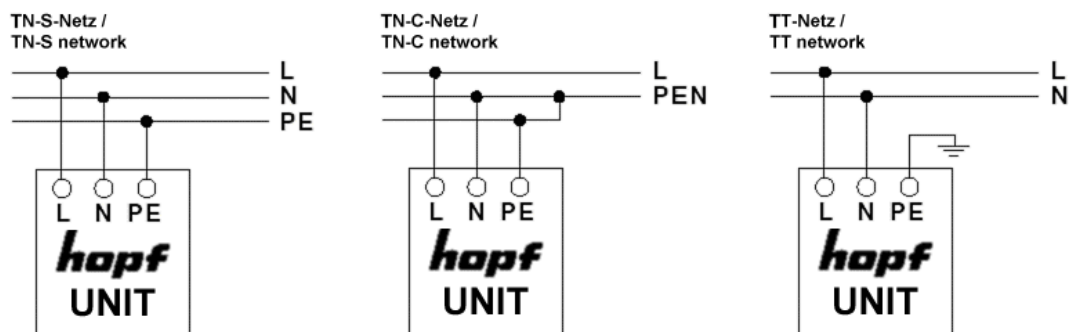 TN-S-Netz /
TN-S network
L
N
PE
L N PE
hopf
UNIT
TN-C-Netz /
TN-C network
L
PEN
L N PE
hopf
UNIT
TT-Netz /
TT network
L
N
L N PE
hopf
UNIT